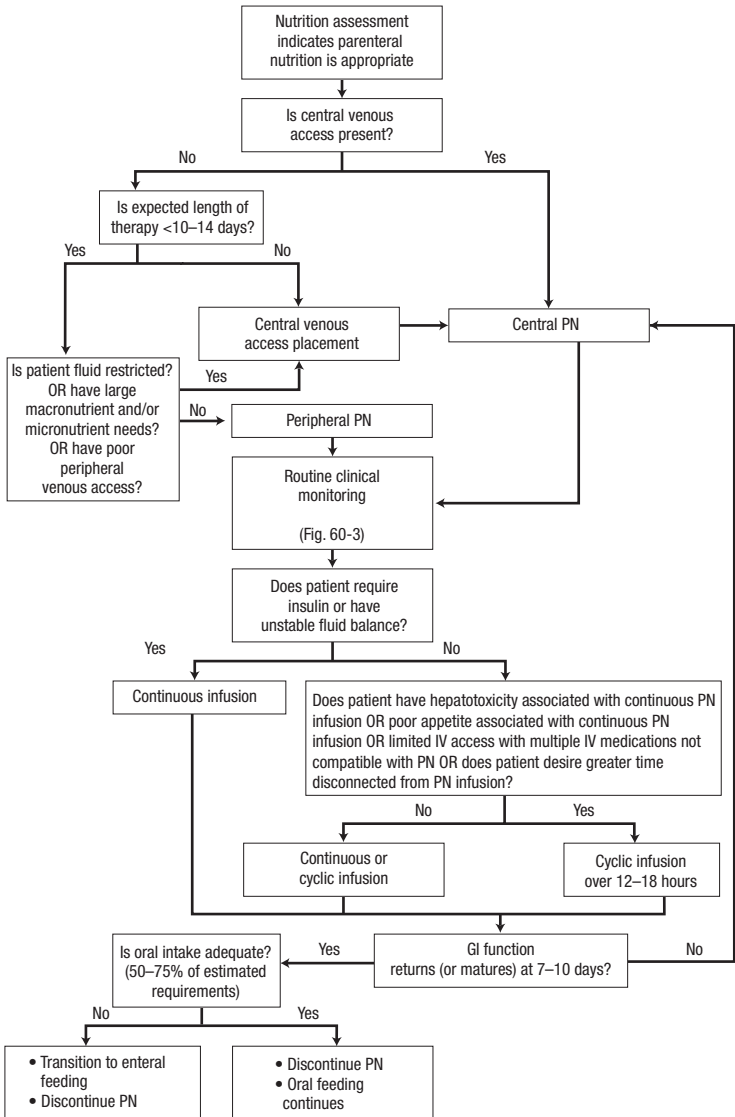 Nutrition assessment
indicates parenteral
nutrition is appropriate
Is central venous
access present?
No
Yes
Is expected length of
therapy <10–14 days?
Yes
No
Central venous
access placement
Central PN
Is patient fluid restricted?
OR have large
macronutrient and/or
micronutrient needs?
OR have poor
peripheral
venous access?
Yes
No
Peripheral PN
Routine clinical
monitoring
(Fig. 60-3)
Does patient require
insulin or have
unstable fluid balance?
Yes
No
Continuous infusion
Does patient have hepatotoxicity associated with continuous PN
infusion OR poor appetite associated with continuous PN
infusion OR limited IV access with multiple IV medications not
compatible with PN OR does patient desire greater time
disconnected from PN infusion?
No
Yes
Continuous or
cyclic infusion
Cyclic infusion
over 12–18 hours
Is oral intake adequate?
(50–75% of estimated
requirements)
Yes
GI function
returns (or matures) at 7–10 days?
No
No
Yes
• Transition to enteral
feeding
• Discontinue PN
• Discontinue PN
• Oral feeding
continues